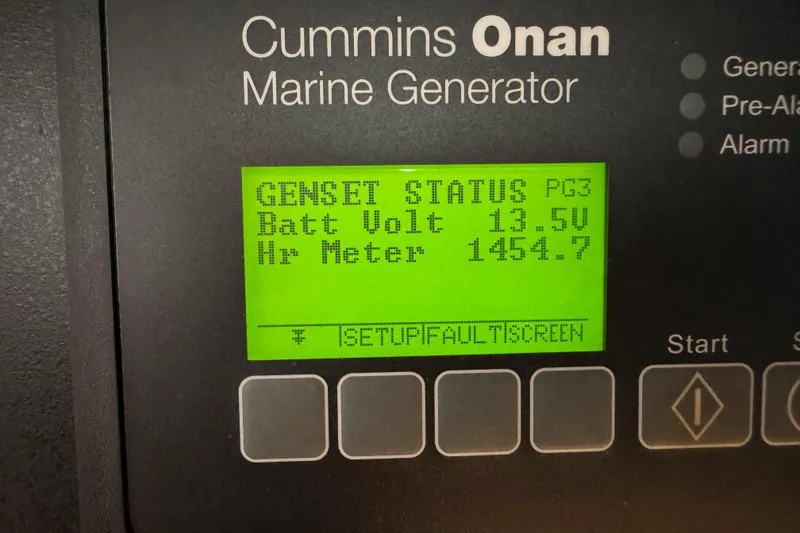 Cummins Onan
Marine Generator
Alarm
GENSET STATUS PG3
Batt Volt 13.5V
Hr Meter 1454.7
SETUP FAULT SCREEN
Start